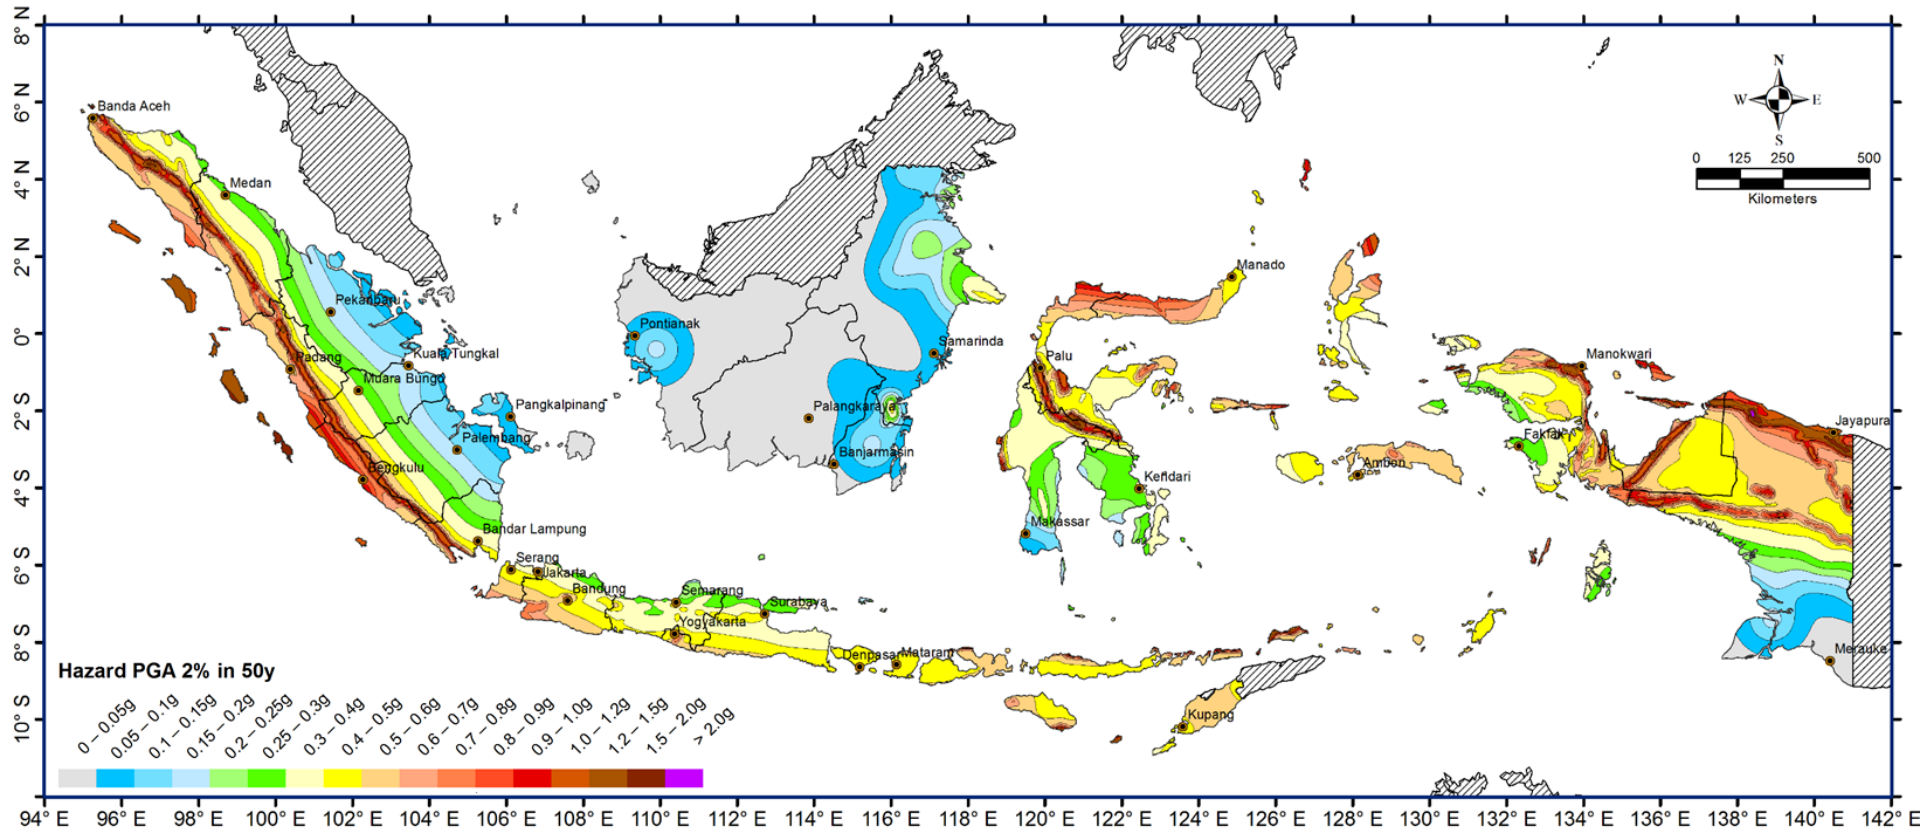 8° N
6° N
4° N
2° N
0°
2° S
4° S
6° S
8° S
10° S
Banda Aceh
Medan
Pekanbaru
Padang
Kuala Tungkal
Muara Bungo
Pangkalpinang
Palembang
Bengkulu
Bandar Lampung
Serang
Jakarta
Bandung
Semarang
Surabaya
Yogyakarta
Denpasar
Mataram
Pontianak
Samarinda
Palangkaraya
Banjarmasin
Manado
Palu
Kendari
Makassar
Ambon
Kupang
Manokwari
Fakfak
Jayapura
Merauke
N
W E
S
0 125 250 500
Kilometers
Hazard PGA 2% in 50y
0 – 0.05g
0.05 – 0.1g
0.1 – 0.15g
0.15 – 0.2g
0.2 – 0.25g
0.25 – 0.3g
0.3 – 0.4g
0.4 – 0.5g
0.5 – 0.6g
0.6 – 0.7g
0.7 – 0.8g
0.8 – 0.9g
0.9 – 1.0g
1.0 – 1.2g
1.2 – 1.5g
1.5 – 2.0g
> 2.0g
94° E 96° E 98° E 100° E 102° E 104° E 106° E 108° E 110° E 112° E 114° E 116° E 118° E 120° E 122° E 124° E 126° E 128° E 130° E 132° E 134° E 136° E 138° E 140° E 142° E